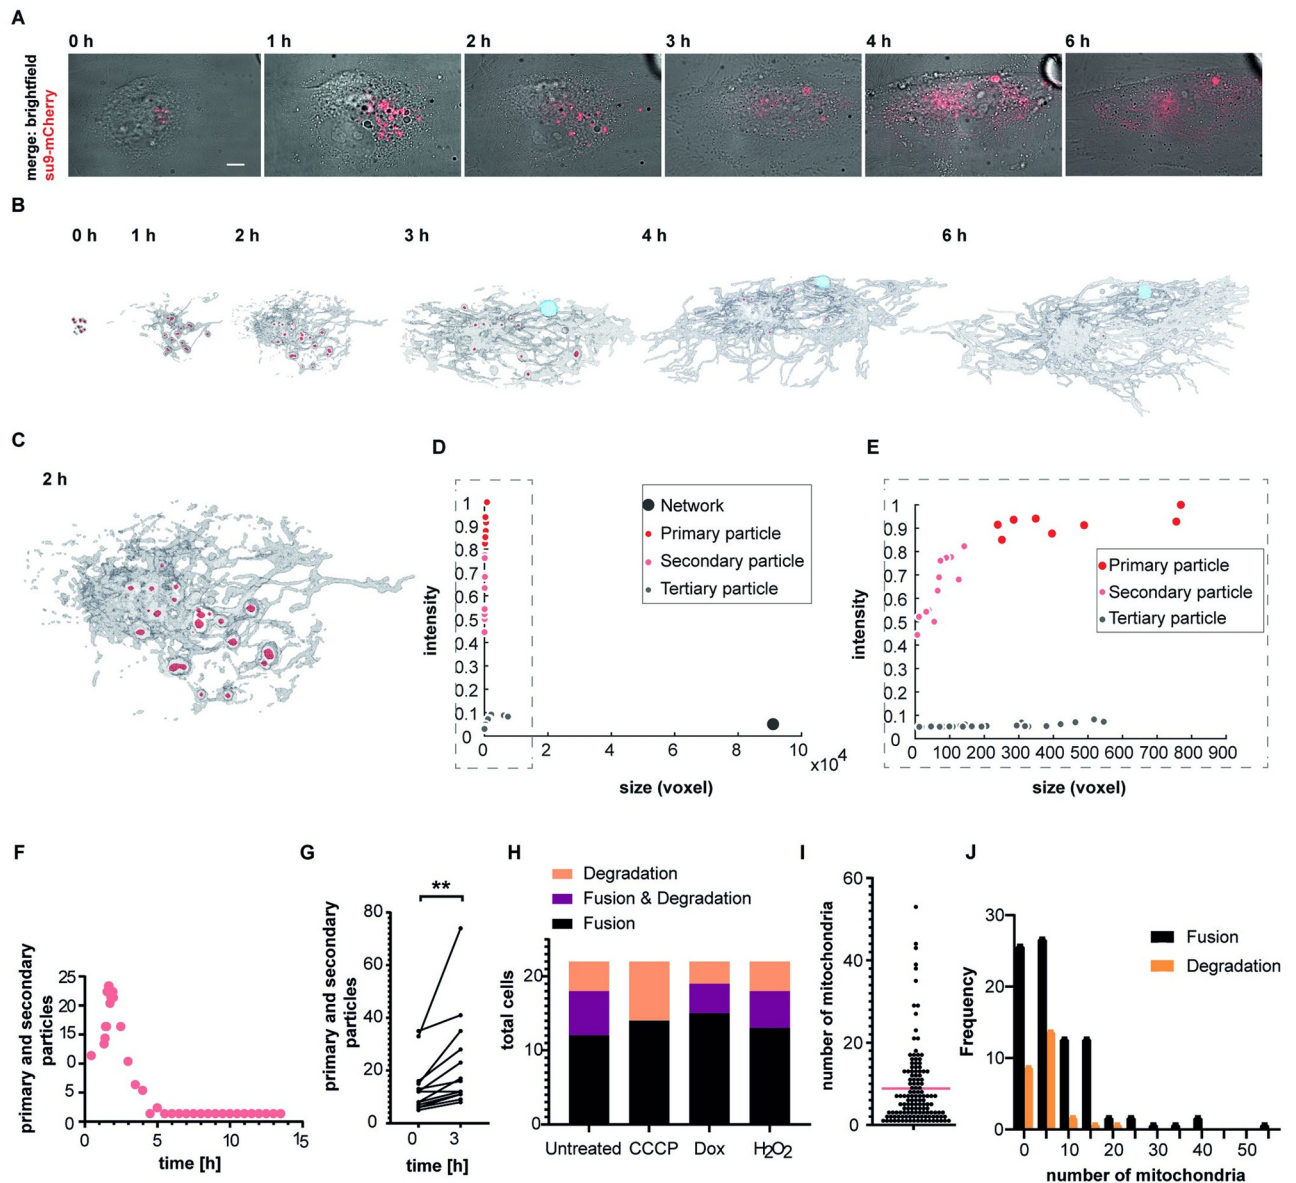 A
0 h
1 h
2 h
3 h
4 h
6 h
merge: brightfield
su9-mCherry
B
0 h
1 h
2 h
3 h
4 h
6 h
C
2 h
D
intensity
1
0.9
0.8
0.7
0.6
0.5
0.4
0.3
0.2
0.1
0
0
2
4
6
8
10
x10⁴
size (voxel)
Network
Primary particle
Secondary particle
Tertiary particle
E
intensity
1
0.9
0.8
0.7
0.6
0.5
0.4
0.3
0.2
0.1
0
0
100
200
300
400
500
600
700
800
900
size (voxel)
Primary particle
Secondary particle
Tertiary particle
F
primary and secondary
particles
25
20
15
0
5
0
0
5
10
15
time [h]
G
**
primary and secondary
particles
80
60
40
20
0
0
3
time [h]
H
Degradation
Fusion & Degradation
Fusion
total cells
20
10
0
Untreated
CCCP
Dox
H₂O₂
I
number of mitochondria
60
40
20
0
J
Frequency
30
20
10
0
0
10
20
30
40
50
number of mitochondria
Fusion
Degradation